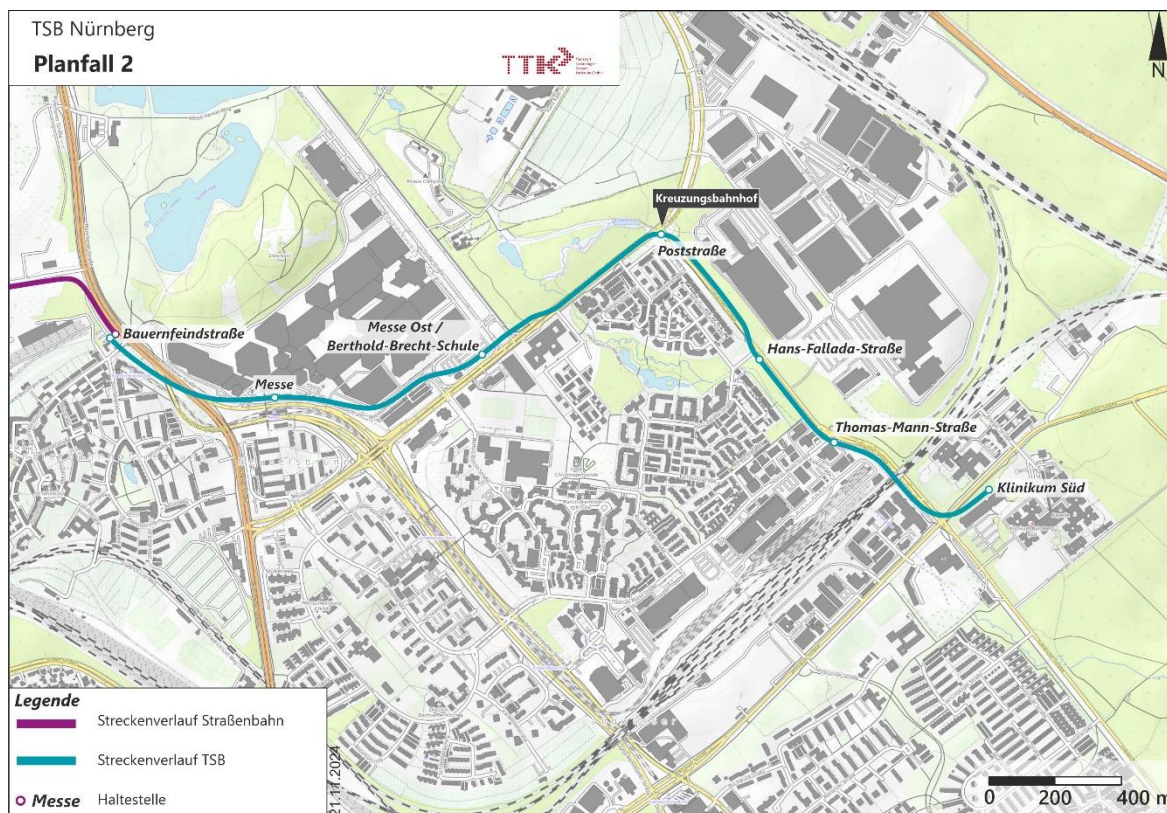 TSB Nürnberg
Planfall 2
TTK
N
Kreuzungsbahnhof
Poststraße
Bauernfeindstraße
Messe Ost /
Berthold-Brecht-Schule
Messe
Hans-Fallada-Straße
Thomas-Mann-Straße
Klinikum Süd
Legende
Streckenverlauf Straßenbahn
Streckenverlauf TSB
Messe
Haltestelle
21.11.2024
0 200 400 m